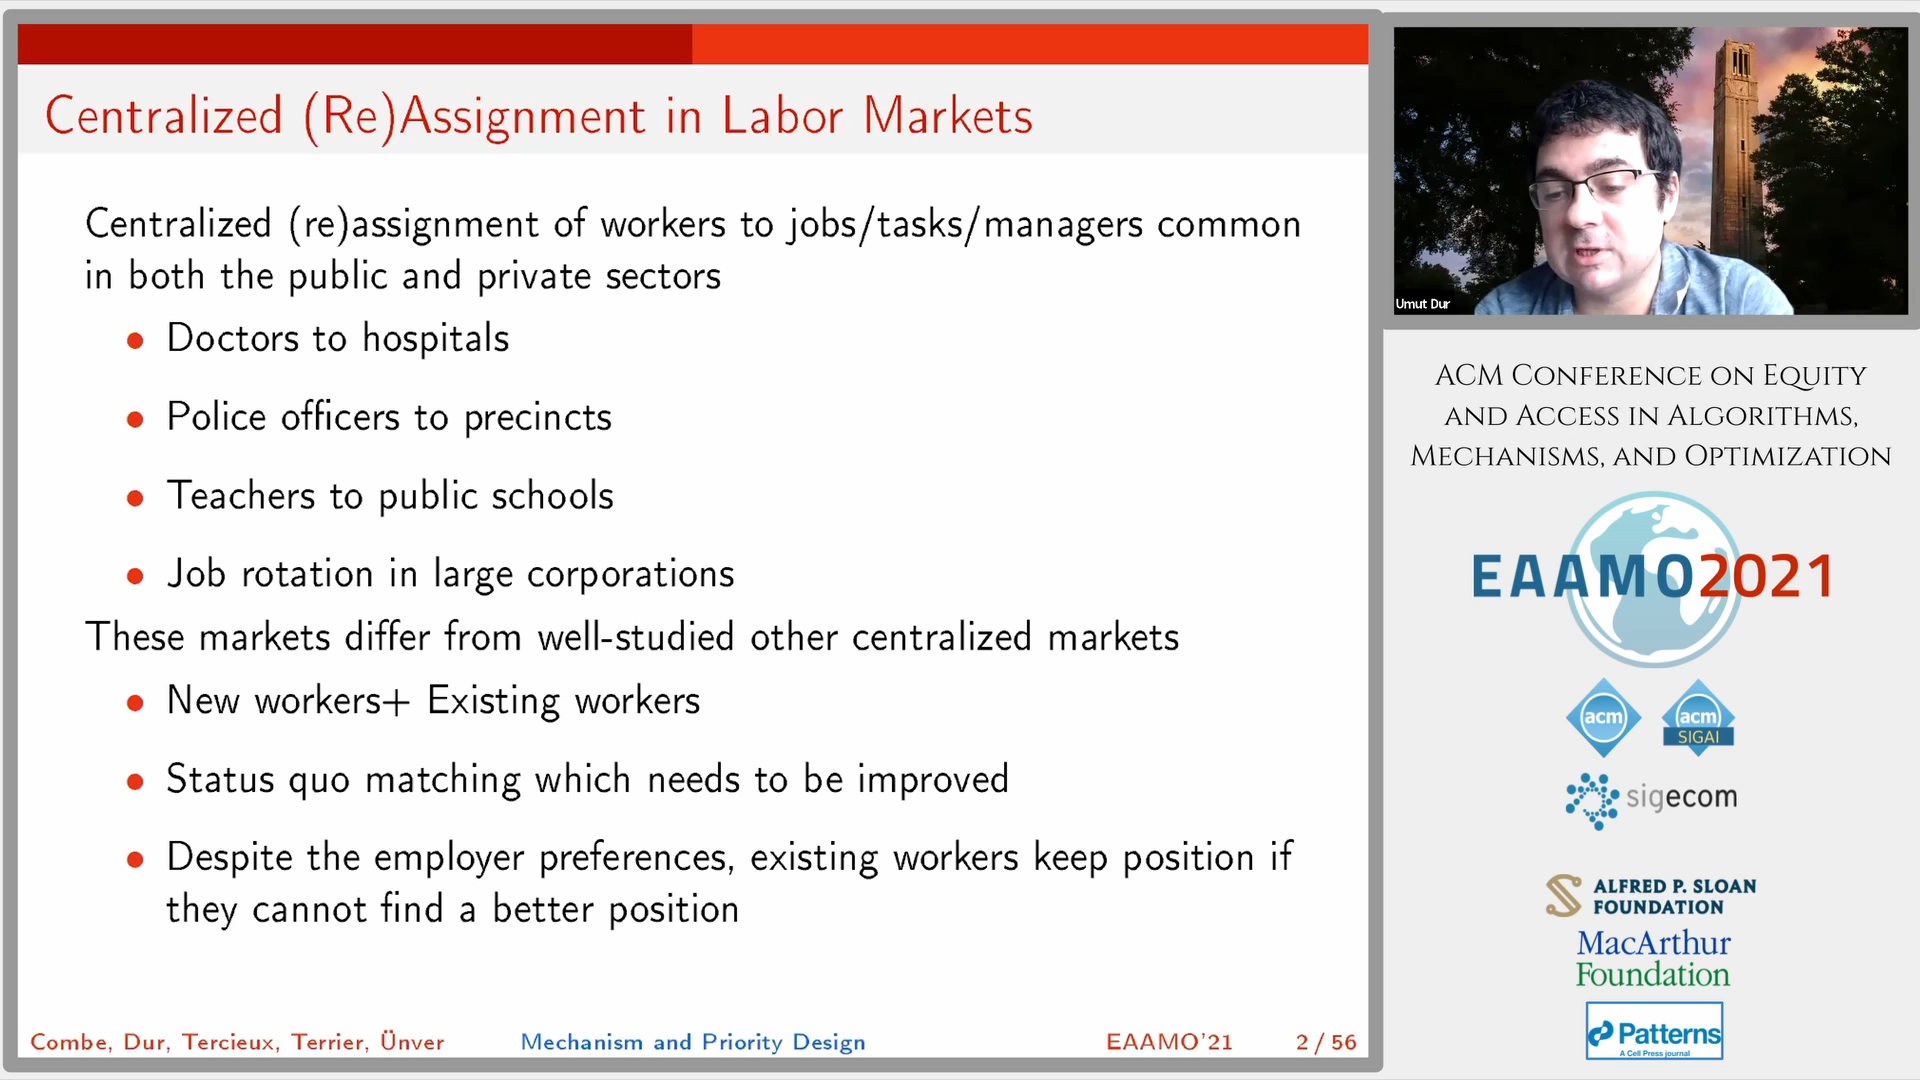 Centralized (Re)Assignment in Labor Markets
Centralized (re)assignment of workers to jobs/tasks/managers common
in both the public and private sectors
Doctors to hospitals
Police officers to precincts
Teachers to public schools
Job rotation in large corporations
These markets differ from well-studied other centralized markets
New workers+ Existing workers
Status quo matching which needs to be improved
Despite the employer preferences, existing workers keep position if
they cannot find a better position
Combe, Dur, Tercieux, Terrier, Ünver
Mechanism and Priority Design
EAAMO'21
2 / 56
Umut Dur
ACM Conference on Equity
and Access in Algorithms,
Mechanisms, and Optimization
EAAMO2021
acm
acm
SIGAI
sigecom
ALFRED P. SLOAN
FOUNDATION
MacArthur
Foundation
Patterns
A Cell Press journal